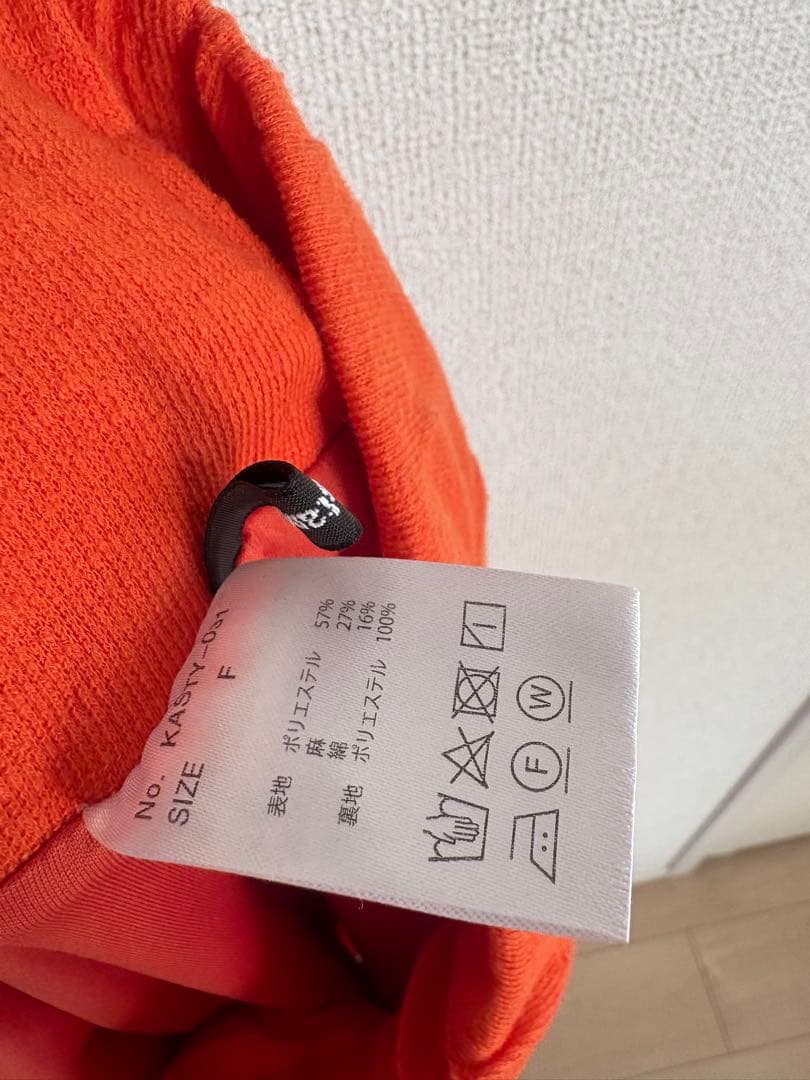 No. KASTY-031
SIZE F
表地 ポリエステル 57%
麻 27%
綿 16%
裏地 ポリエステル 100%
F W